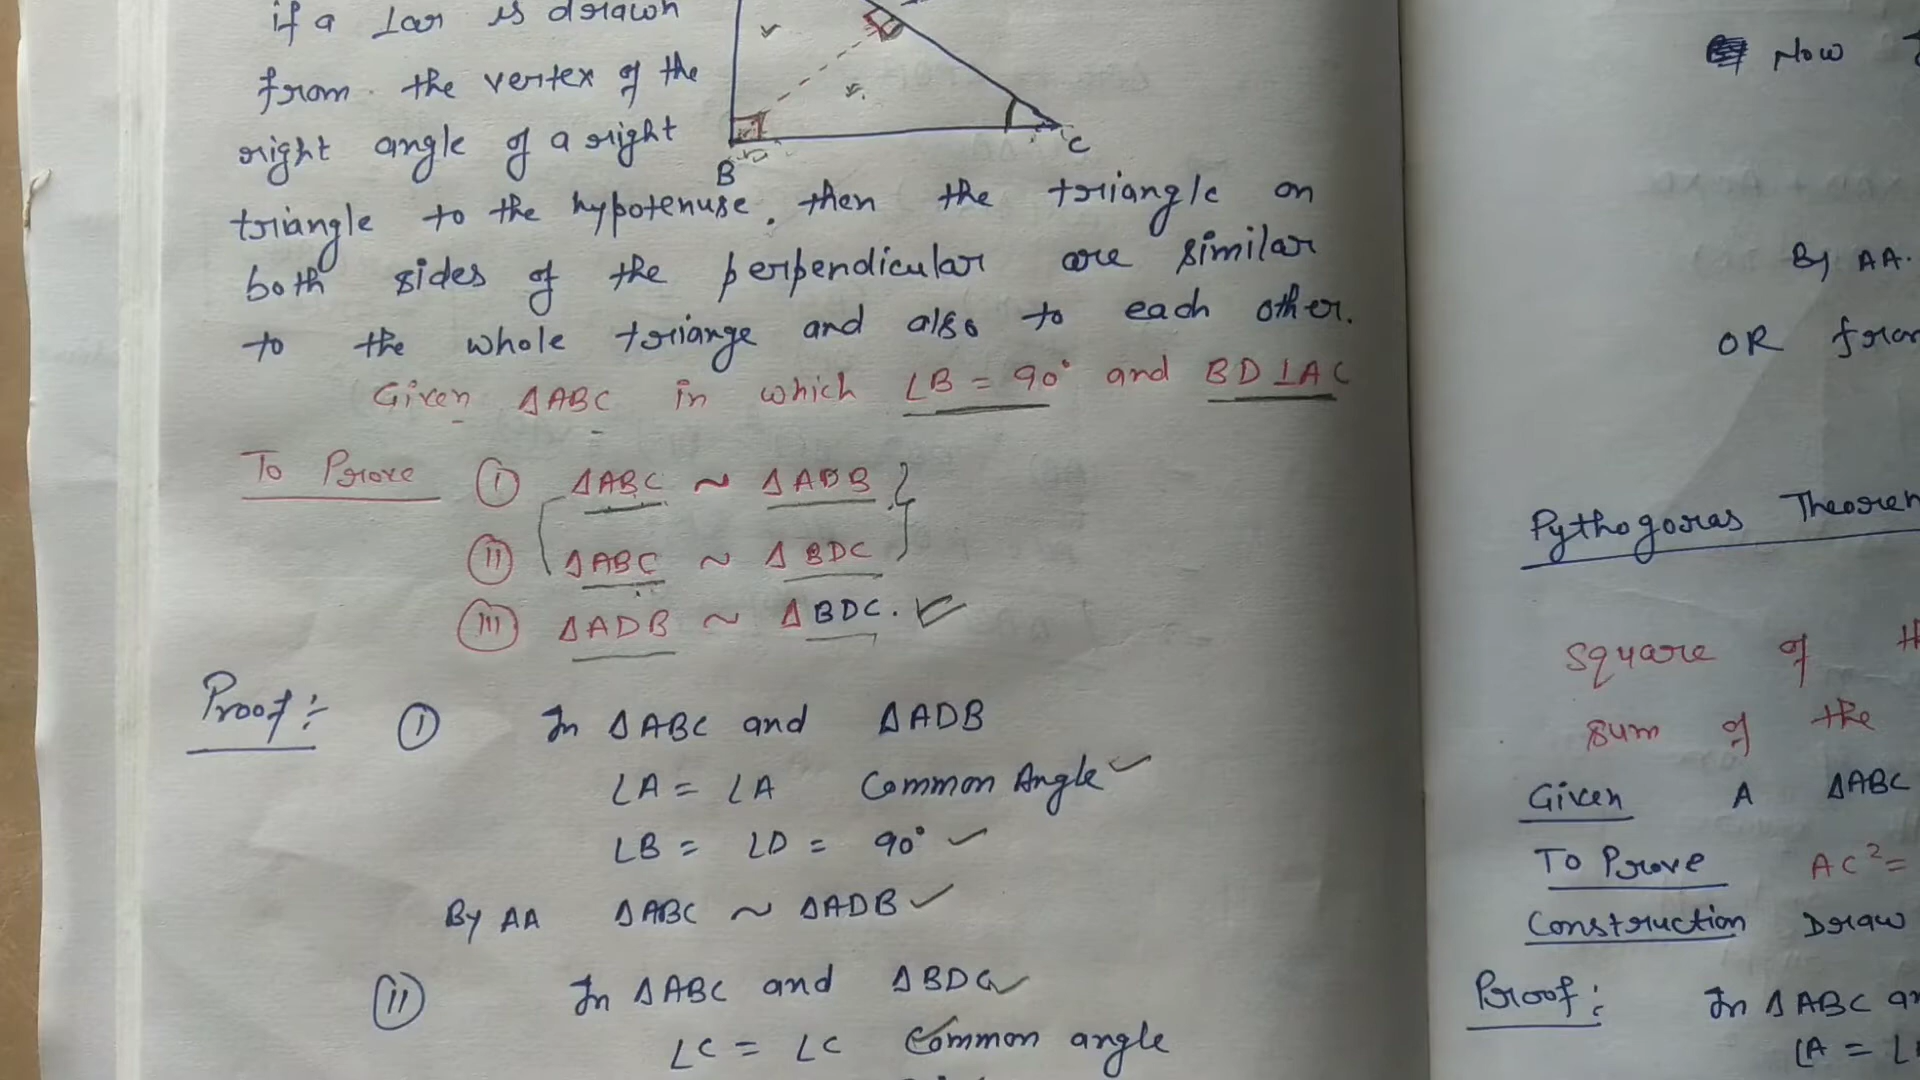 if a ⊥ar is drawn
from the vertex of the
right angle of a right
B
C
triangle to the hypotenuse. then the triangle on
both sides of the perpendicular are similar
to the whole triange and also to each other.
Given ΔABC in which ∠B = 90° and BD⊥AC
To Prove (I) ΔABC ~ ΔADB
(II) ΔABC ~ ΔBDC
(III) ΔADB ~ ΔBDC.
Proof:- (I) In ΔABC and ΔADB
∠A = ∠A Common Angle
∠B = ∠D = 90°
By AA ΔABC ~ ΔADB
(II) In ΔABC and ΔBDC
∠C = ∠C Common angle
Now
By AA.
OR from
Pythogoras Theorem
square of th
sum of the
Given A ΔABC
To Prove AC² =
Construction Draw
Proof: In ΔABC an
∠A = ∠